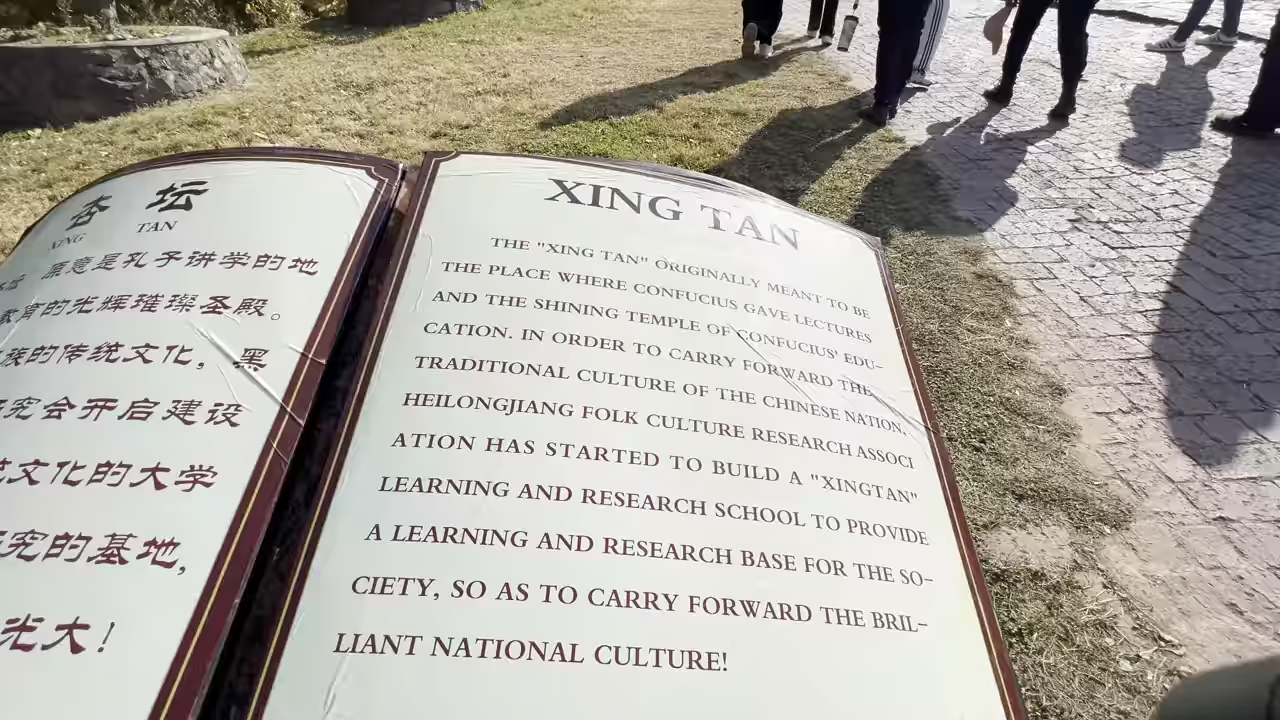 杏 坛
XING TAN
原意是孔子讲学的地
教育的光辉璀璨圣殿。
族的传统文化，黑
研究会开启建设
统文化的大学
研究的基地，
光大！
XING TAN
THE "XING TAN" ORIGINALLY MEANT TO BE
THE PLACE WHERE CONFUCIUS GAVE LECTURES
AND THE SHINING TEMPLE OF CONFUCIUS' EDU-
CATION. IN ORDER TO CARRY FORWARD THE
TRADITIONAL CULTURE OF THE CHINESE NATION,
HEILONGJIANG FOLK CULTURE RESEARCH ASSOCI
ATION HAS STARTED TO BUILD A "XINGTAN"
LEARNING AND RESEARCH SCHOOL TO PROVIDE
A LEARNING AND RESEARCH BASE FOR THE SO-
CIETY, SO AS TO CARRY FORWARD THE BRIL-
LIANT NATIONAL CULTURE!